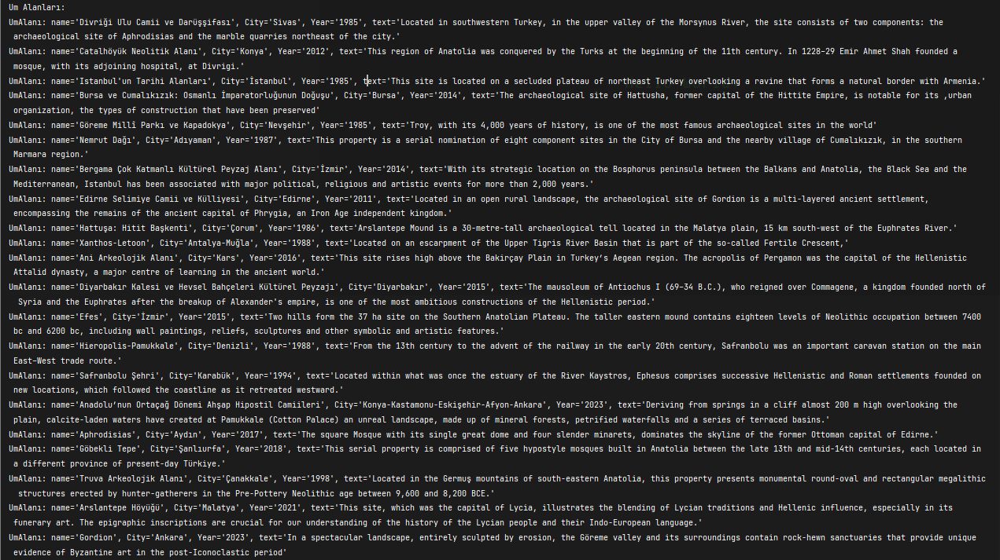 Um Alanları:
UmAlanı: name='Divriği Ulu Camii ve Darüşşifası', City='Sivas', Year='1985', text='Located in southwestern Turkey, in the upper valley of the Morsynus River, the site consists of two components: the
archaeological site of Aphrodisias and the marble quarries northeast of the city.'
UmAlanı: name='Catalhöyük Neolitik Alanı', City='Konya', Year='2012', text='This region of Anatolia was conquered by the Turks at the beginning of the 11th century. In 1228–29 Emir Ahmet Shah founded a
mosque, with its adjoining hospital, at Divrigi.'
UmAlanı: name='Istanbul'un Tarihi Alanları', City='İstanbul', Year='1985', text='This site is located on a secluded plateau of northeast Turkey overlooking a ravine that forms a natural border with Armenia.'
UmAlanı: name='Bursa ve Cumalıkızık: Osmanlı İmparatorluğunun Doğuşu', City='Bursa', Year='2014', text='The archaeological site of Hattusha, former capital of the Hittite Empire, is notable for its ,urban
organization, the types of construction that have been preserved'
UmAlanı: name='Göreme Millî Parkı ve Kapadokya', City='Nevşehir', Year='1985', text='Troy, with its 4,000 years of history, is one of the most famous archaeological sites in the world'
UmAlanı: name='Nemrut Dağı', City='Adıyaman', Year='1987', text='This property is a serial nomination of eight component sites in the City of Bursa and the nearby village of Cumalıkızık, in the southern
Marmara region.'
UmAlanı: name='Bergama Çok Katmanlı Kültürel Peyzaj Alanı', City='İzmir', Year='2014', text='With its strategic location on the Bosphorus peninsula between the Balkans and Anatolia, the Black Sea and the
Mediterranean, Istanbul has been associated with major political, religious and artistic events for more than 2,000 years.'
UmAlanı: name='Edirne Selimiye Camii ve Külliyesi', City='Edirne', Year='2011', text='Located in an open rural landscape, the archaeological site of Gordion is a multi-layered ancient settlement,
encompassing the remains of the ancient capital of Phrygia, an Iron Age independent kingdom.'
UmAlanı: name='Hattuşa: Hitit Başkenti', City='Çorum', Year='1986', text='Arslantepe Mound is a 30-metre-tall archaeological tell located in the Malatya plain, 15 km south-west of the Euphrates River.'
UmAlanı: name='Xanthos-Letoon', City='Antalya-Muğla', Year='1988', text='Located on an escarpment of the Upper Tigris River Basin that is part of the so-called Fertile Crescent,'
UmAlanı: name='Ani Arkeolojik Alanı', City='Kars', Year='2016', text='This site rises high above the Bakirçay Plain in Turkey's Aegean region. The acropolis of Pergamon was the capital of the Hellenistic
Attalid dynasty, a major centre of learning in the ancient world.'
UmAlanı: name='Diyarbakır Kalesi ve Hevsel Bahçeleri Kültürel Peyzajı', City='Diyarbakır', Year='2015', text='The mausoleum of Antiochus I (69–34 B.C.), who reigned over Commagene, a kingdom founded north of
Syria and the Euphrates after the breakup of Alexander's empire, is one of the most ambitious constructions of the Hellenistic period.'
UmAlanı: name='Efes', City='İzmir', Year='2015', text='Two hills form the 37 ha site on the Southern Anatolian Plateau. The taller eastern mound contains eighteen levels of Neolithic occupation between 7400
bc and 6200 bc, including wall paintings, reliefs, sculptures and other symbolic and artistic features.'
UmAlanı: name='Hieropolis-Pamukkale', City='Denizli', Year='1988', text='From the 13th century to the advent of the railway in the early 20th century, Safranbolu was an important caravan station on the main
East–West trade route.'
UmAlanı: name='Safranbolu Şehri', City='Karabük', Year='1994', text='Located within what was once the estuary of the River Kaystros, Ephesus comprises successive Hellenistic and Roman settlements founded on
new locations, which followed the coastline as it retreated westward.'
UmAlanı: name='Anadolu'nun Ortaçağ Dönemi Ahşap Hipostil Camiileri', City='Konya-Kastamonu-Eskişehir-Afyon-Ankara', Year='2023', text='Deriving from springs in a cliff almost 200 m high overlooking the
plain, calcite-laden waters have created at Pamukkale (Cotton Palace) an unreal landscape, made up of mineral forests, petrified waterfalls and a series of terraced basins.'
UmAlanı: name='Aphrodisias', City='Aydın', Year='2017', text='The square Mosque with its single great dome and four slender minarets, dominates the skyline of the former Ottoman capital of Edirne.'
UmAlanı: name='Göbekli Tepe', City='Şanlıurfa', Year='2018', text='This serial property is comprised of five hypostyle mosques built in Anatolia between the late 13th and mid-14th centuries, each located in
a different province of present-day Türkiye.'
UmAlanı: name='Truva Arkeolojik Alanı', City='Çanakkale', Year='1998', text='Located in the Germuş mountains of south-eastern Anatolia, this property presents monumental round-oval and rectangular megalithic
structures erected by hunter-gatherers in the Pre-Pottery Neolithic age between 9,600 and 8,200 BCE.'
UmAlanı: name='Arslantepe Höyüğü', City='Malatya', Year='2021', text='This site, which was the capital of Lycia, illustrates the blending of Lycian traditions and Hellenic influence, especially in its
funerary art. The epigraphic inscriptions are crucial for our understanding of the history of the Lycian people and their Indo-European language.'
UmAlanı: name='Gordion', City='Ankara', Year='2023', text='In a spectacular landscape, entirely sculpted by erosion, the Göreme valley and its surroundings contain rock-hewn sanctuaries that provide unique
evidence of Byzantine art in the post-Iconoclastic period'